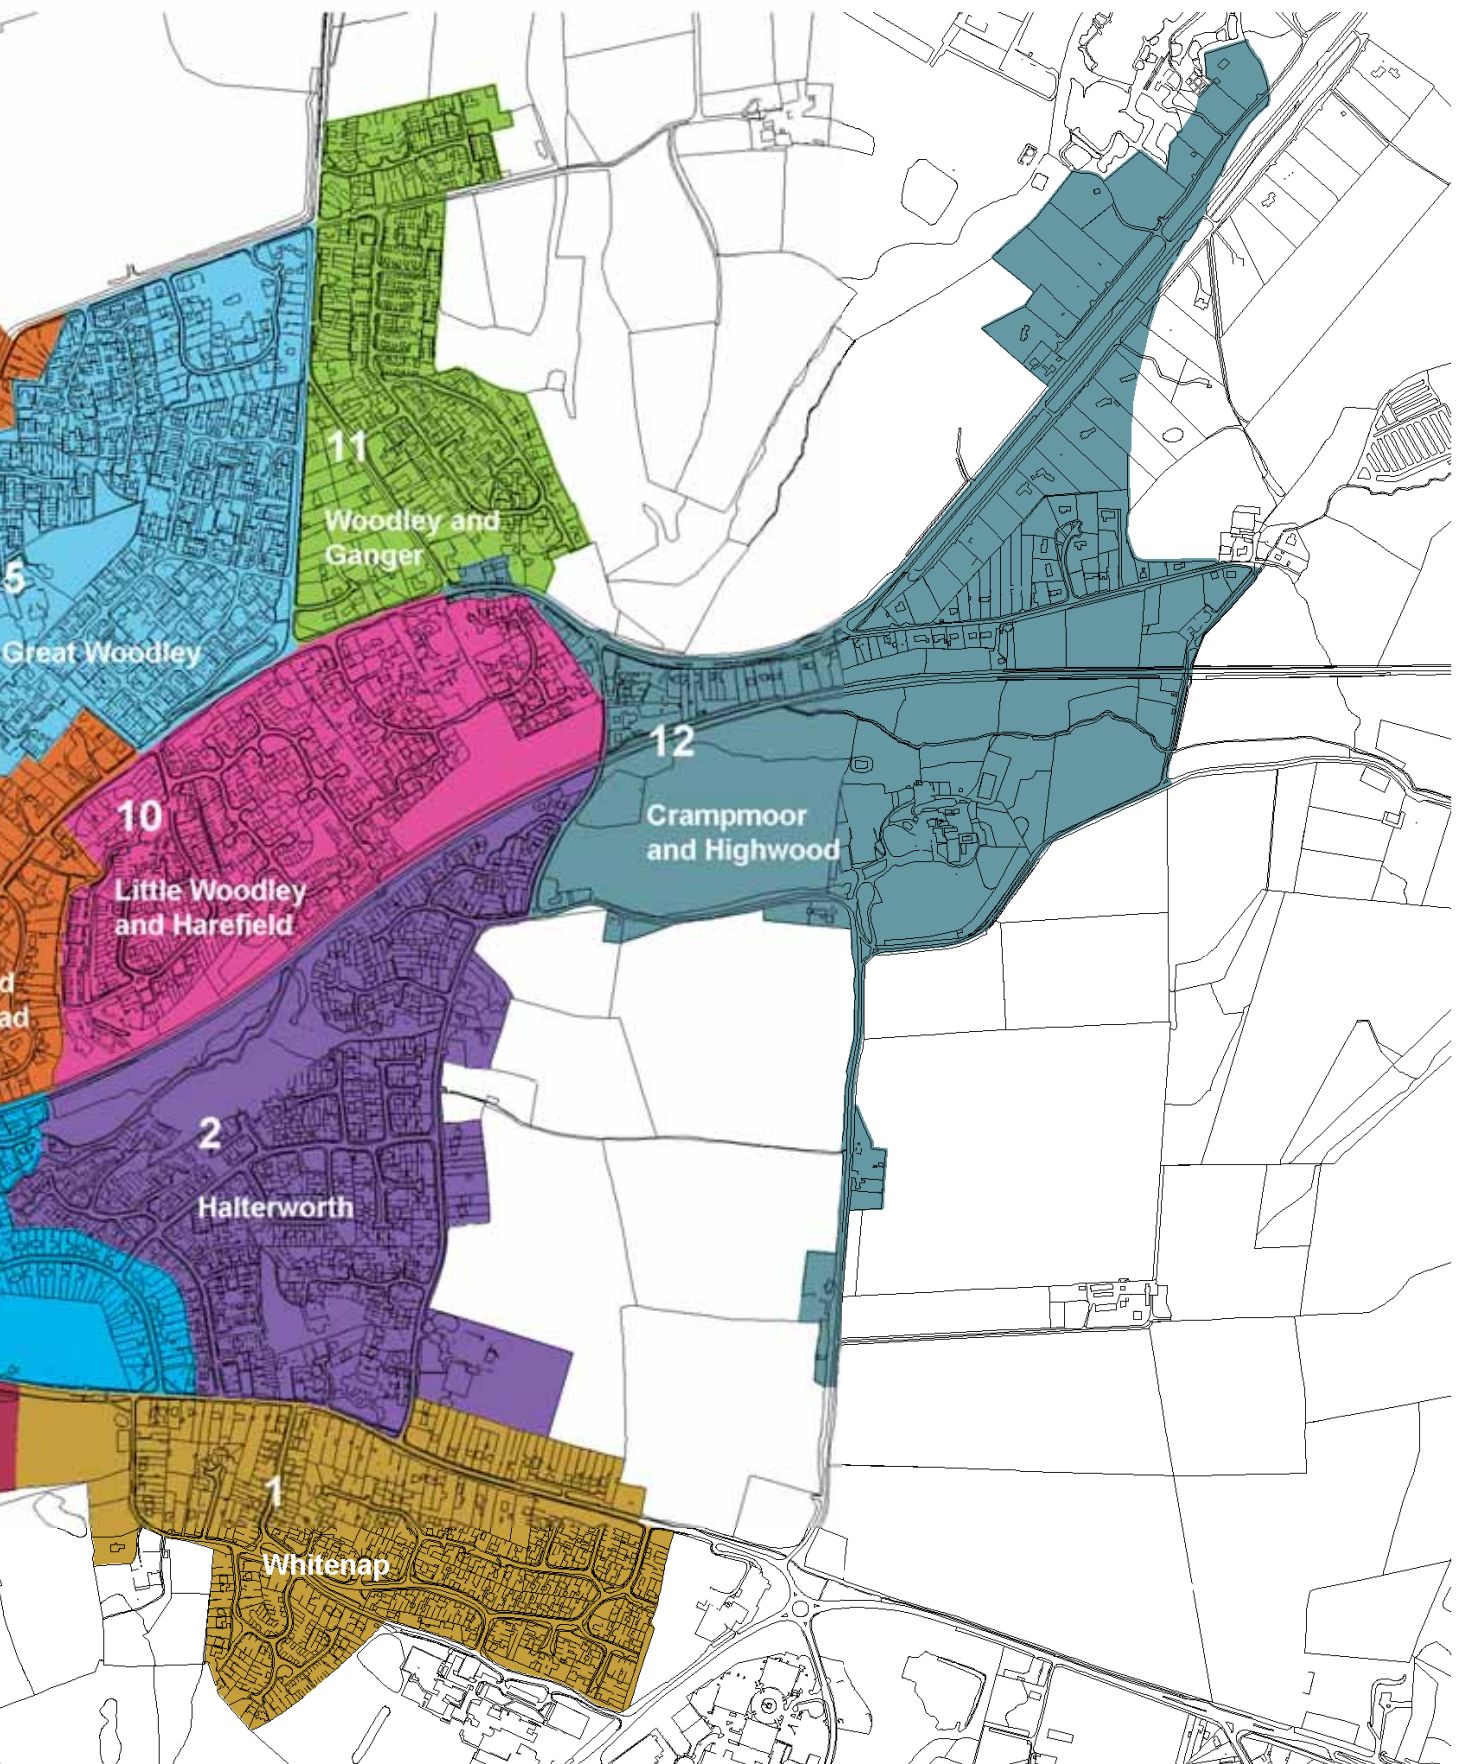 11
Woodley and
Ganger
5
Great Woodley
12
Crampmoor
and Highwood
10
Little Woodley
and Harefield
d
ad
2
Halterworth
1
Whitenap